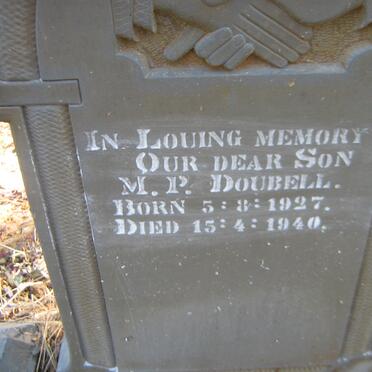 In Louing memory
Our dear Son
M. P. Doubell.
Born 5:8:1927.
Died 15:4:1940.